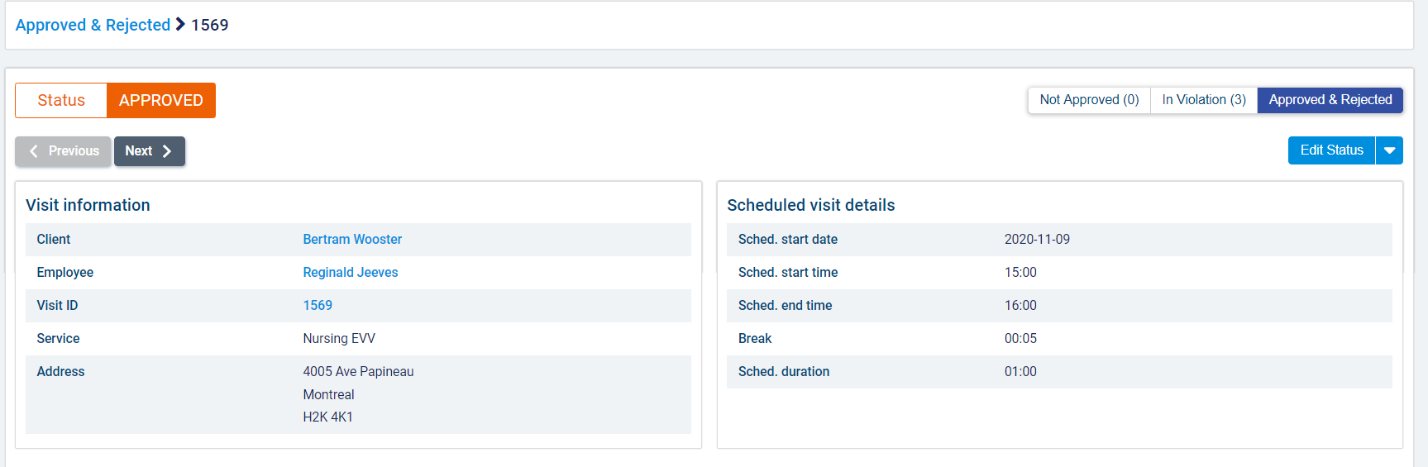 Approved & Rejected > 1569
Status APPROVED
Not Approved (0) In Violation (3) Approved & Rejected
Previous Next
Edit Status
Visit information
Client Bertram Wooster
Employee Reginald Jeeves
Visit ID 1569
Service Nursing EVV
Address 4005 Ave Papineau
Montreal
H2K 4K1
Scheduled visit details
Sched. start date 2020-11-09
Sched. start time 15:00
Sched. end time 16:00
Break 00:05
Sched. duration 01:00